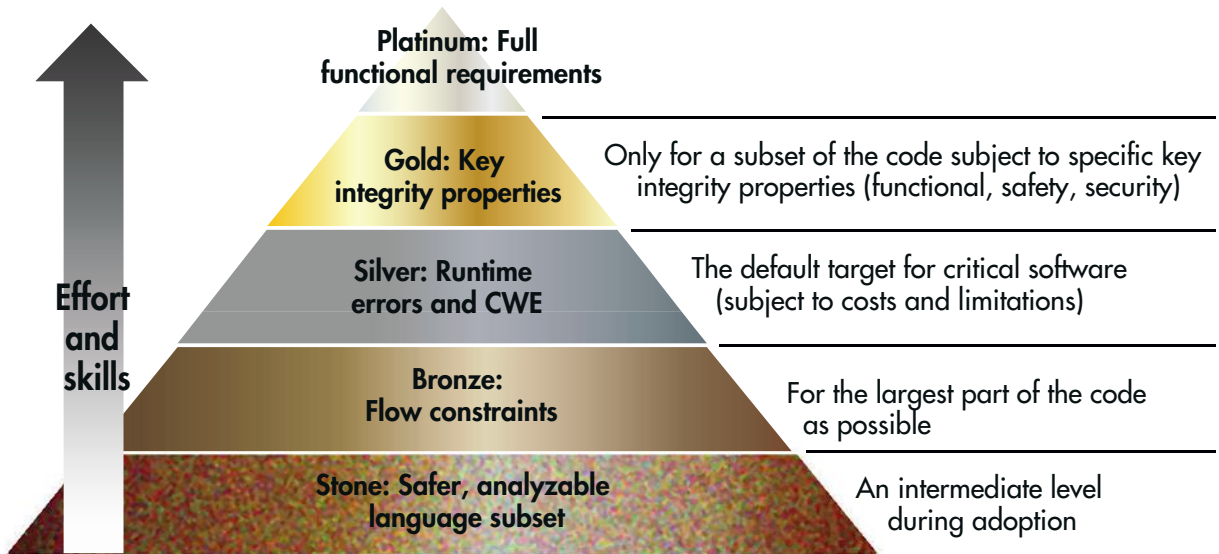 Platinum: Full
functional requirements
Gold: Key
integrity properties
Only for a subset of the code subject to specific key
integrity properties (functional, safety, security)
Silver: Runtime
errors and CWE
The default target for critical software
(subject to costs and limitations)
Effort
and
skills
Bronze:
Flow constraints
For the largest part of the code
as possible
Stone: Safer, analyzable
language subset
An intermediate level
during adoption